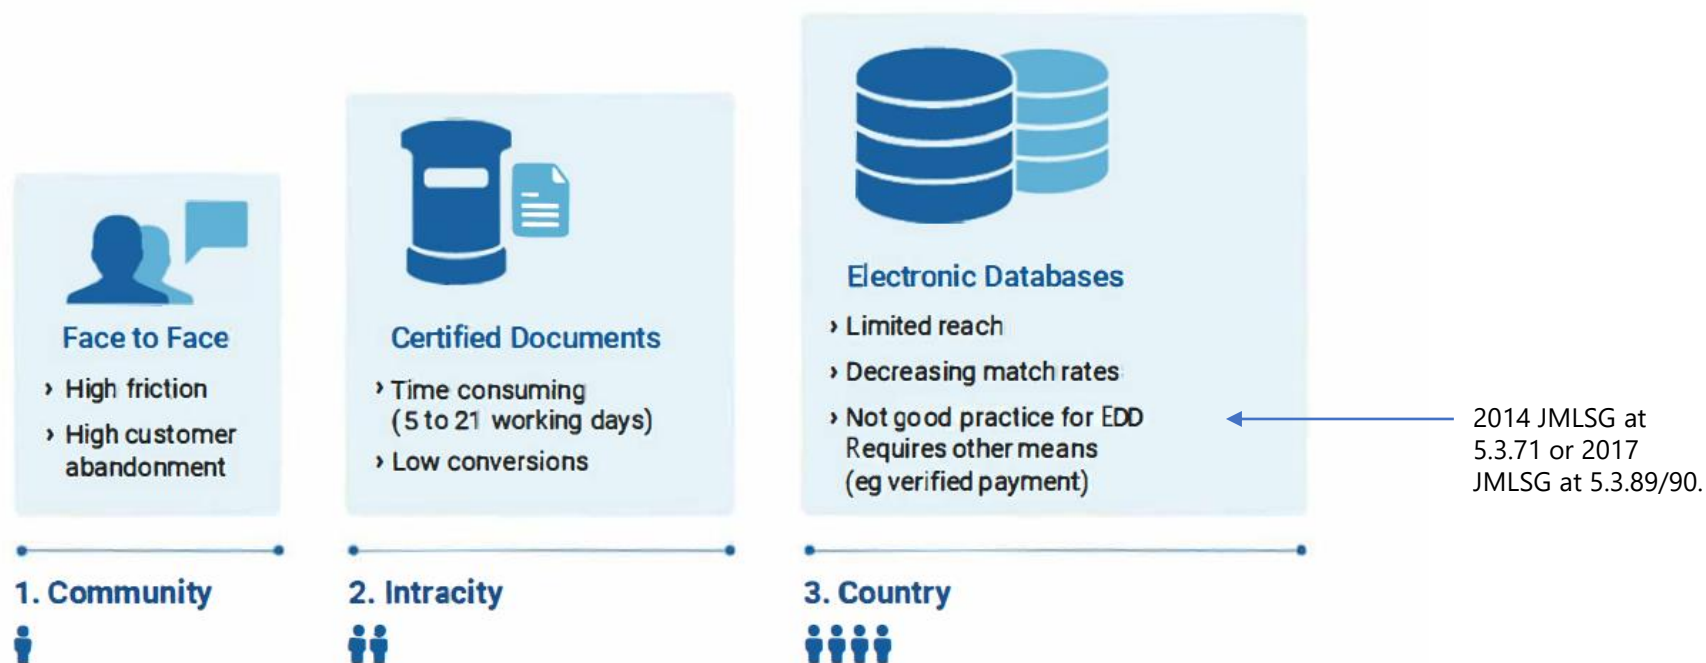 Face to Face
› High friction
› High customer
abandonment
1. Community
Certified Documents
› Time consuming
(5 to 21 working days)
› Low conversions
2. Intracity
Electronic Databases
› Limited reach
› Decreasing match rates
› Not good practice for EDD
Requires other means
(eg verified payment)
3. Country
2014 JMLSG at
5.3.71 or 2017
JMLSG at 5.3.89/90.